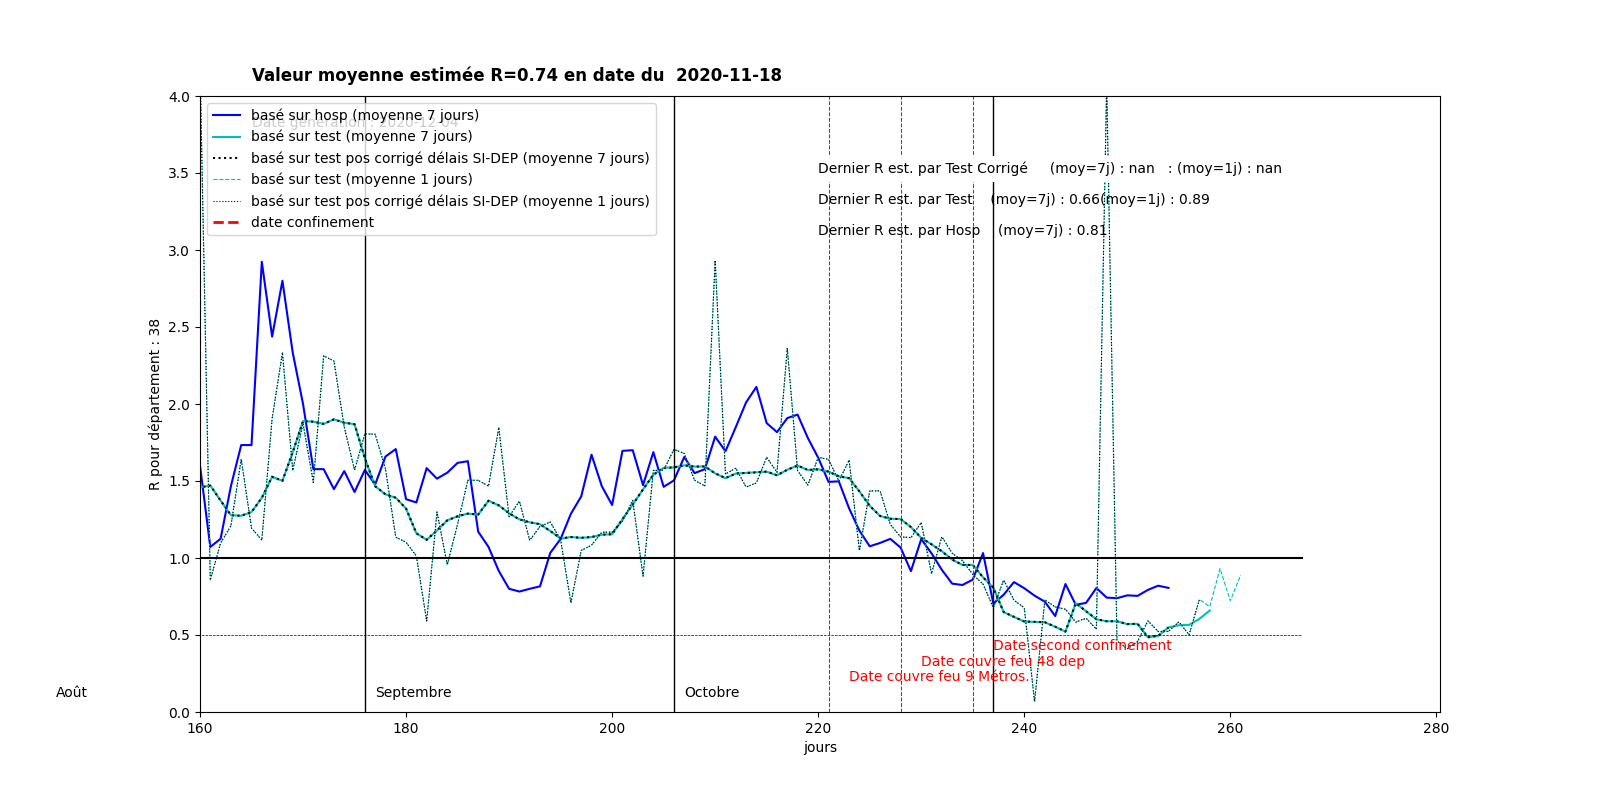 Valeur moyenne estimée R=0.74 en date du  2020-11-18
Date génération : 2020-12-04
basé sur hosp (moyenne 7 jours)
basé sur test (moyenne 7 jours)
basé sur test pos corrigé délais SI-DEP (moyenne 7 jours)
basé sur test (moyenne 1 jours)
basé sur test pos corrigé délais SI-DEP (moyenne 1 jours)
date confinement
Dernier R est. par Test Corrigé (moy=7j) : nan : (moy=1j) : nan
Dernier R est. par Test (moy=7j) : 0.66(moy=1j) : 0.89
Dernier R est. par Hosp (moy=7j) : 0.81
R pour département : 38
4.0
3.5
3.0
2.5
2.0
1.5
1.0
0.5
0.0
Date second confinement
Date couvre feu 48 dep
Date couvre feu 9 Métros.
Août
Septembre
Octobre
160 180 200 220 240 260 280
jours